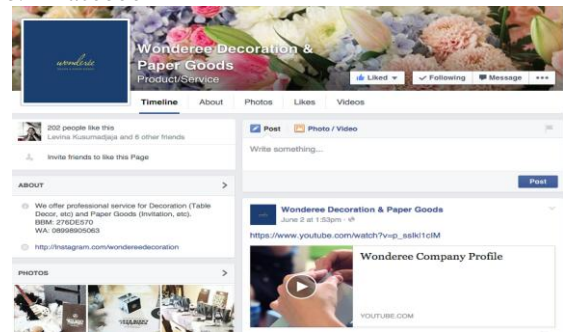 wonderée
Wonderee Decoration &
Paper Goods
Product/Service
Liked
Following
Message
Timeline
About
Photos
Likes
Videos
202 people like this
Levina Kusumadjaja and 6 other friends
Invite friends to like this Page
ABOUT
We offer professional service for Decoration (Table
Decor, etc) and Paper Goods (Invitation, etc).
BBM: 276DE570
WA: 08998905063
http://instagram.com/wondereedecoration
PHOTOS
Post
Photo / Video
Write something...
Post
Wonderee Decoration & Paper Goods
June 2 at 1:53pm
https://www.youtube.com/watch?v=p_sslkl1cIM
Wonderee Company Profile
YOUTUBE.COM